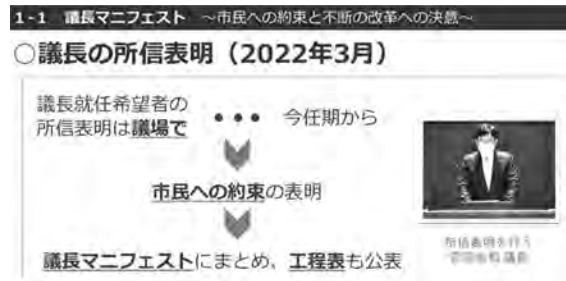 1-1 議長マニフェスト ～市民への約束と不断の改革への決意～
○議長の所信表明（2022年3月）
議長就任希望者の
所信表明は議場で
・・・ 今任期から
市民への約束の表明
議長マニフェストにまとめ、工程表も公表
所信表明を行う
議長